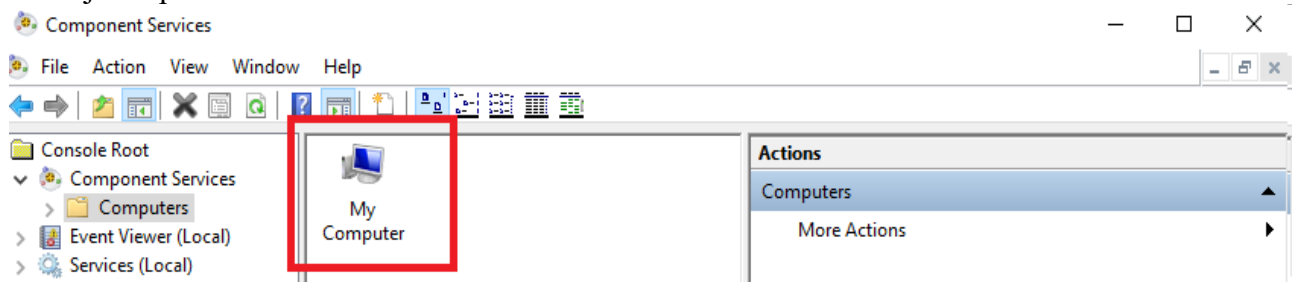 Component Services
File Action View Window Help
Console Root
Component Services
Computers
Event Viewer (Local)
Services (Local)
My
Computer
Actions
Computers
More Actions